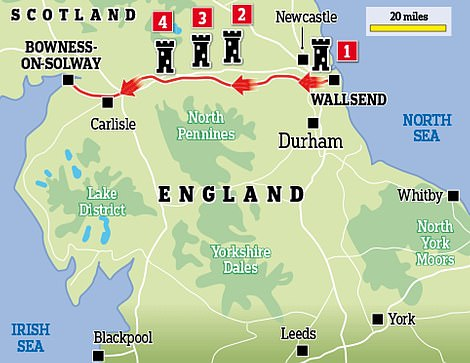 SCOTLAND
4
3
2
Newcastle
20 miles
BOWNESS-
ON-SOLWAY
1
WALLSEND
Carlisle
North
Pennines
Durham
NORTH
SEA
Lake
District
ENGLAND
Whitby
North
York
Moors
Yorkshire
Dales
IRISH
SEA
Blackpool
Leeds
York